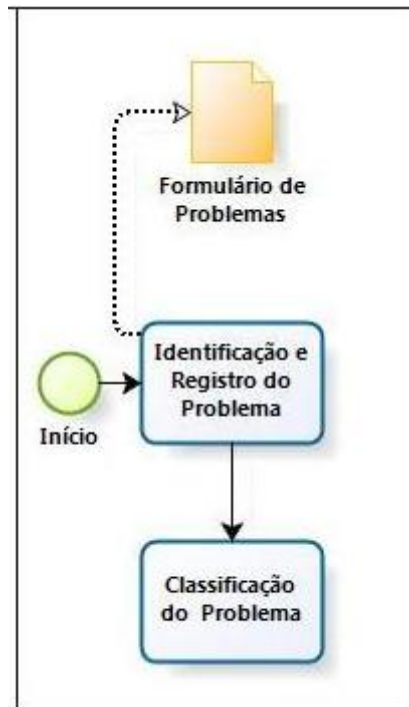 Formulário de
Problemas
Identificação e
Registro do
Problema
Início
Classificação
do Problema